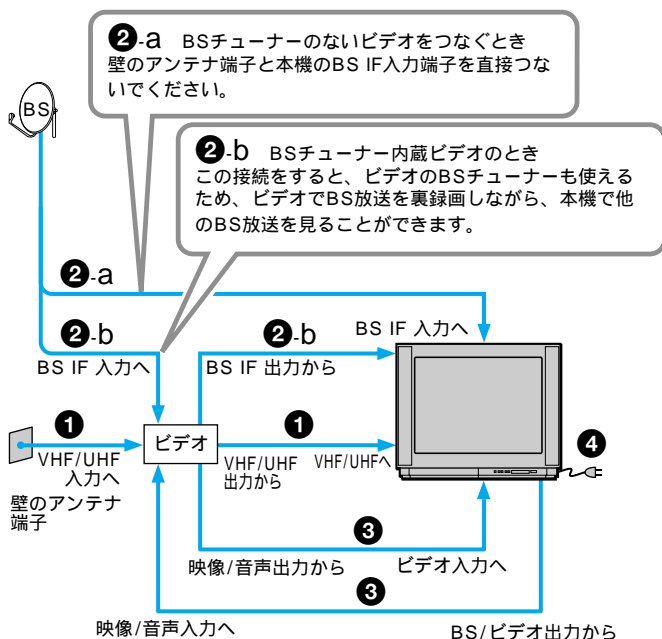 ❷-a BSチューナーのないビデオをつなぐとき
壁のアンテナ端子と本機のBS IF入力端子を直接つな
いでください。
BS
❷-b BSチューナー内蔵ビデオのとき
この接続をすると、ビデオのBSチューナーも使える
ため、ビデオでBS放送を裏録画しながら、本機で他
のBS放送を見ることができます。
❷-a
❷-b
❷-b
BS IF 入力へ
BS IF 入力へ
BS IF 出力から
❶
ビデオ
❶
❹
VHF/UHF
入力へ
VHF/UHF
出力から
VHF/UHFへ
壁のアンテナ
端子
❸
映像/音声出力から
ビデオ入力へ
❸
映像/音声入力へ
BS/ビデオ出力から